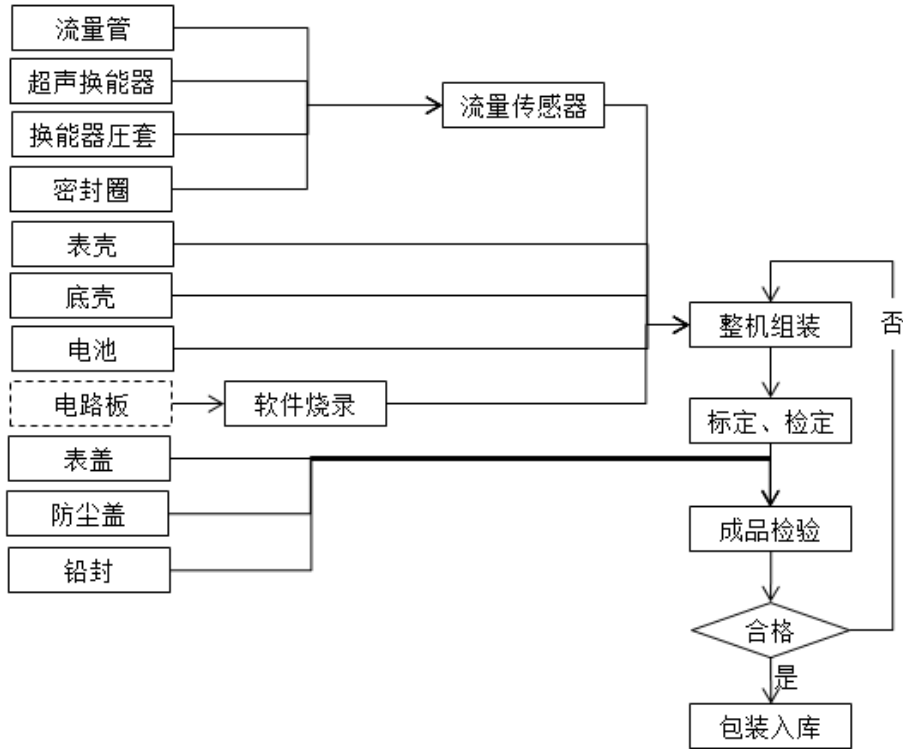 流量管
超声换能器
换能器压套
密封圈
流量传感器
表壳
底壳
电池
电路板
软件烧录
整机组装
否
标定、检定
表盖
防尘盖
铅封
成品检验
合格
是
包装入库